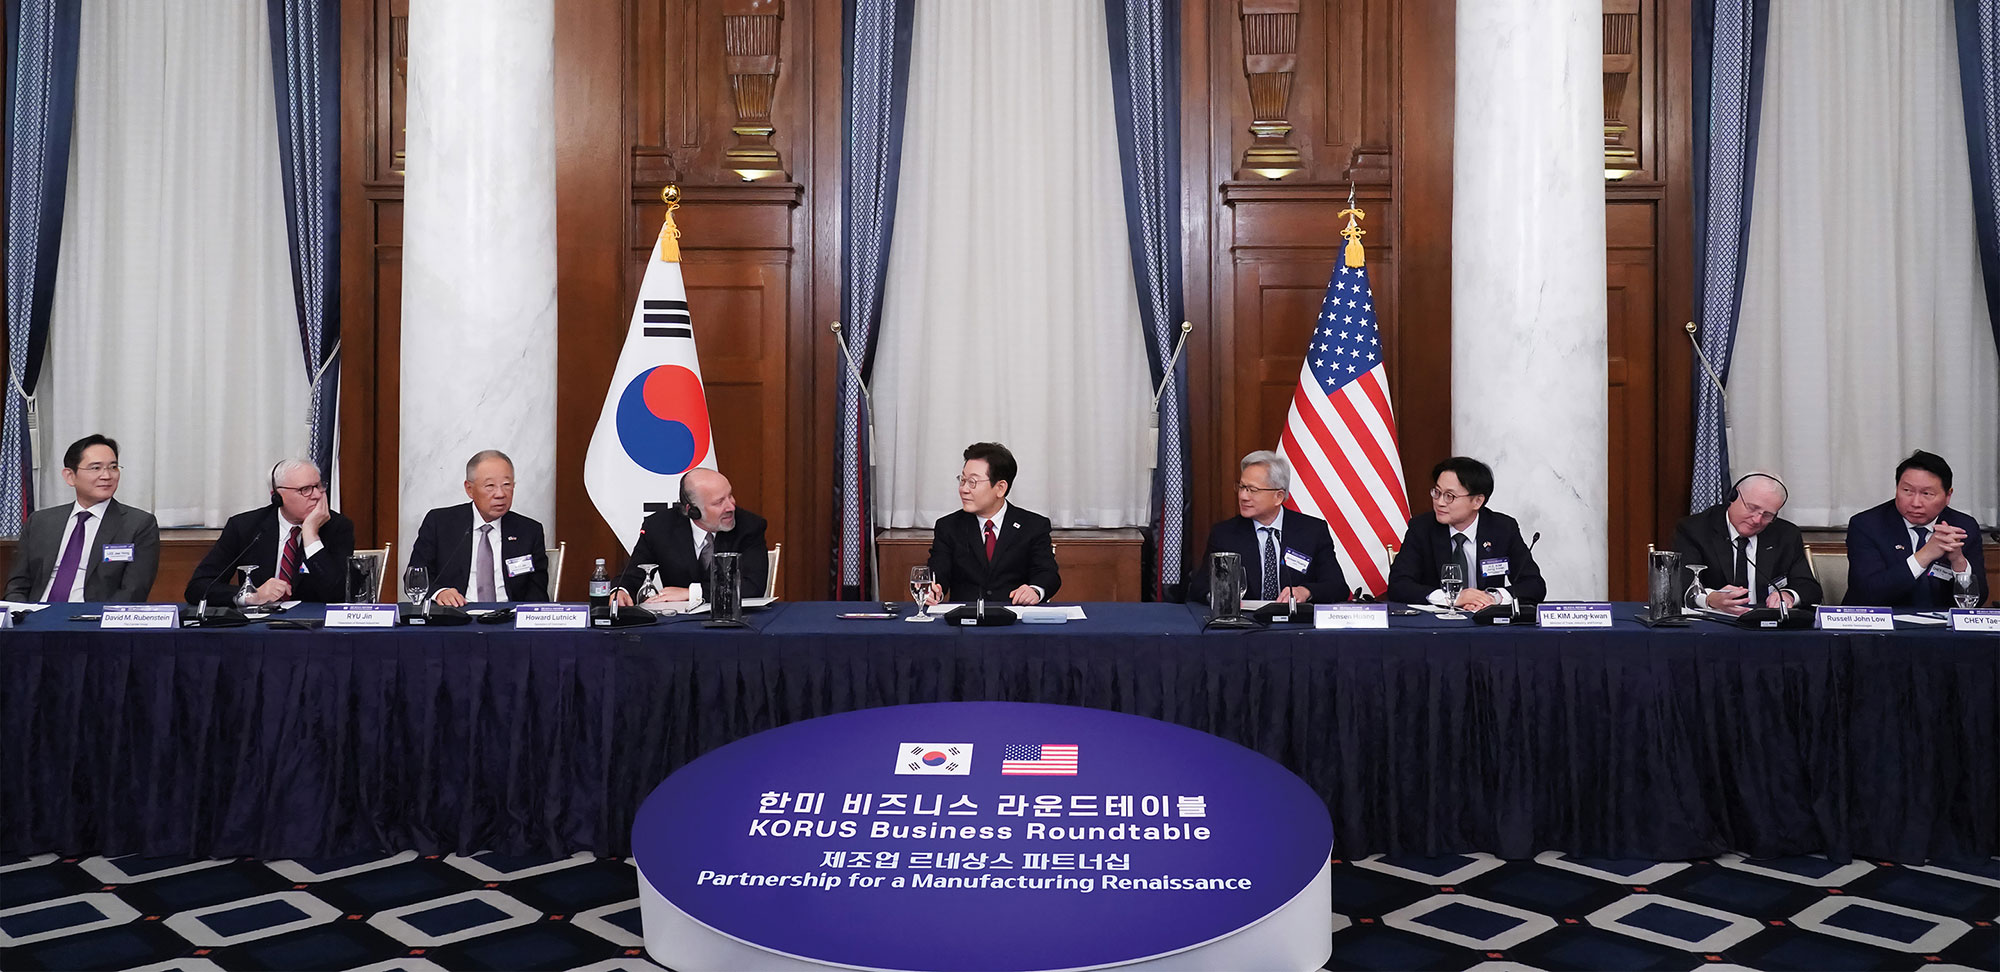 David M. Rubenstein
RYU Jin
Howard Lutnick
Jensen Huang
H.E. KIM Jung-kwan
Russell John Low
CHEY Tae-
한미 비즈니스 라운드테이블
KORUS Business Roundtable
제조업 르네상스 파트너십
Partnership for a Manufacturing Renaissance